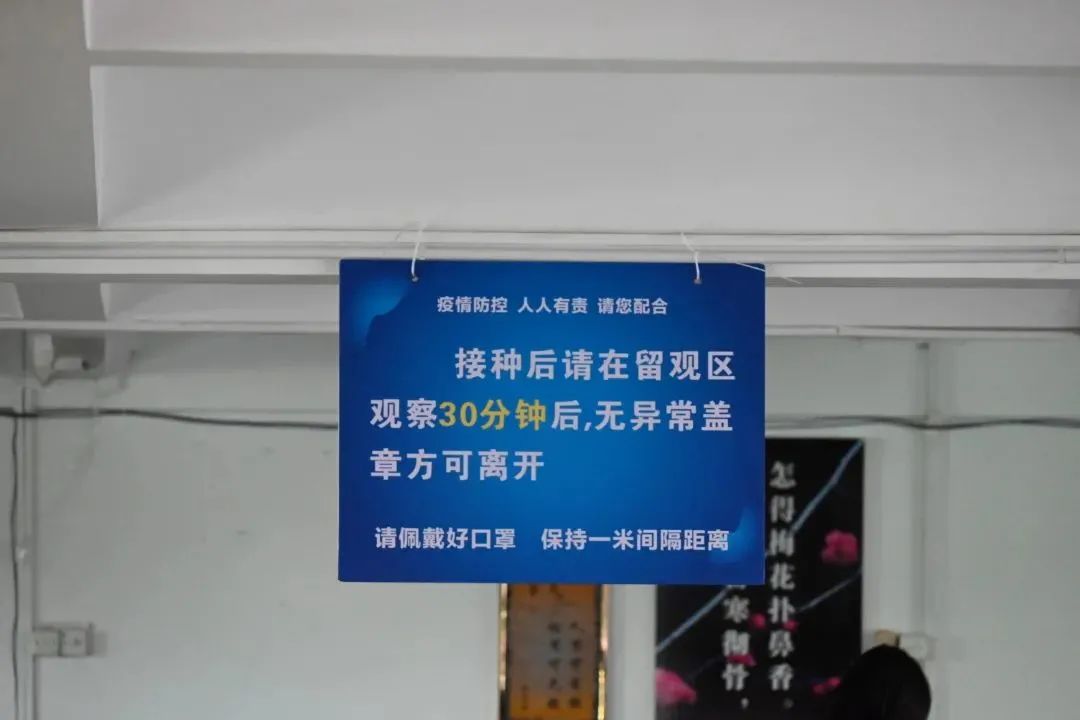 疫情防控 人人有责 请您配合
接种后请在留观区
观察30分钟后,无异常盖
章方可离开
请佩戴好口罩 保持一米间隔距离
怎得梅花扑鼻香。
寒彻骨，